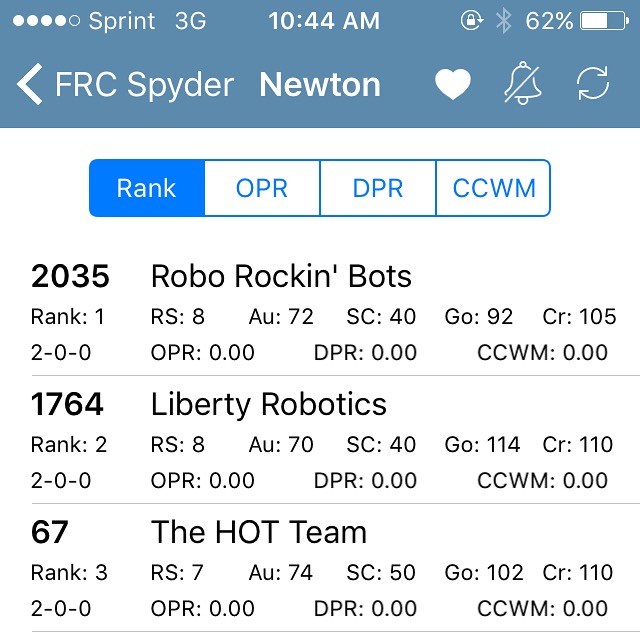 Sprint 3G 10:44 AM 62%
FRC Spyder Newton
Rank OPR DPR CCWM
2035 Robo Rockin' Bots
Rank: 1 RS: 8 Au: 72 SC: 40 Go: 92 Cr: 105
2-0-0 OPR: 0.00 DPR: 0.00 CCWM: 0.00
1764 Liberty Robotics
Rank: 2 RS: 8 Au: 70 SC: 40 Go: 114 Cr: 110
2-0-0 OPR: 0.00 DPR: 0.00 CCWM: 0.00
67 The HOT Team
Rank: 3 RS: 7 Au: 74 SC: 50 Go: 102 Cr: 110
2-0-0 OPR: 0.00 DPR: 0.00 CCWM: 0.00